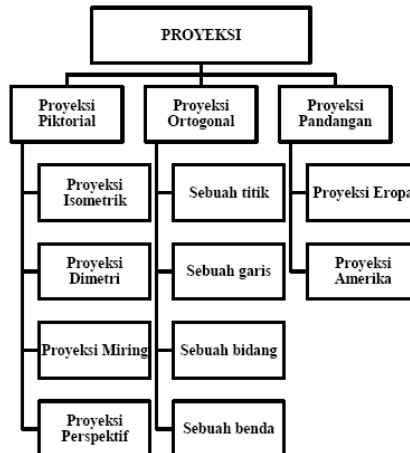 PROYEKSI
Proyeksi
Piktorial
Proyeksi
Isometrik
Proyeksi
Dimetri
Proyeksi Miring
Proyeksi
Perspektif
Proyeksi
Ortogonal
Sebuah titik
Sebuah garis
Sebuah bidang
Sebuah benda
Proyeksi
Pandangan
Proyeksi Eropa
Proyeksi
Amerika